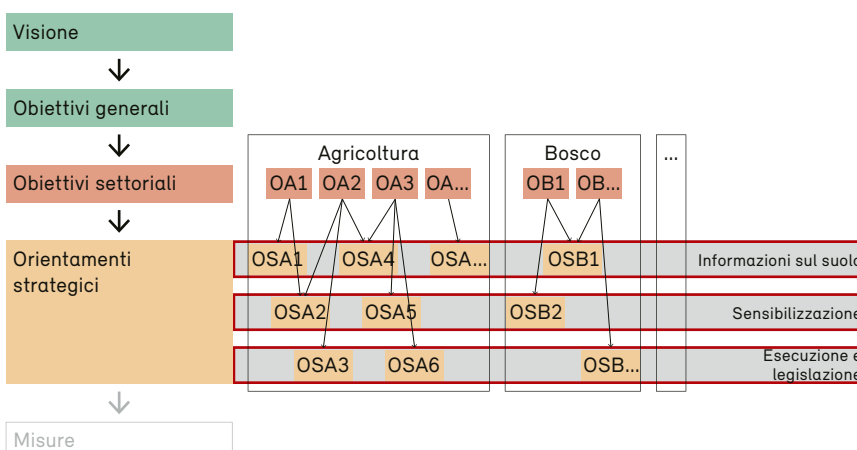 Visione
Obiettivi generali
Agricoltura
Bosco
...
Obiettivi settoriali
OA1 OA2 OA3 OA...
OB1 OB...
Orientamenti
strategici
OSA1 OSA4 OSA... OSB1 Informazioni sul suolo
OSA2 OSA5 OSB2 Sensibilizzazione
OSA3 OSA6 OSB... Esecuzione e
legislazione
Misure